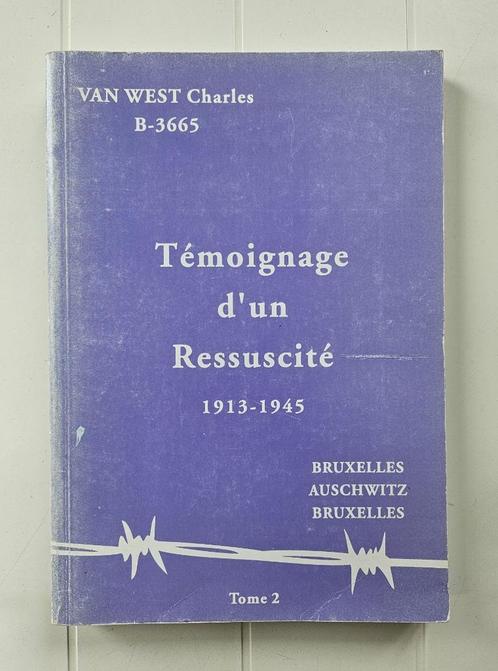 VAN WEST Charles
B-3665
Témoignage
d'un
Ressuscité
1913-1945
BRUXELLES
AUSCHWITZ
BRUXELLES
Tome 2